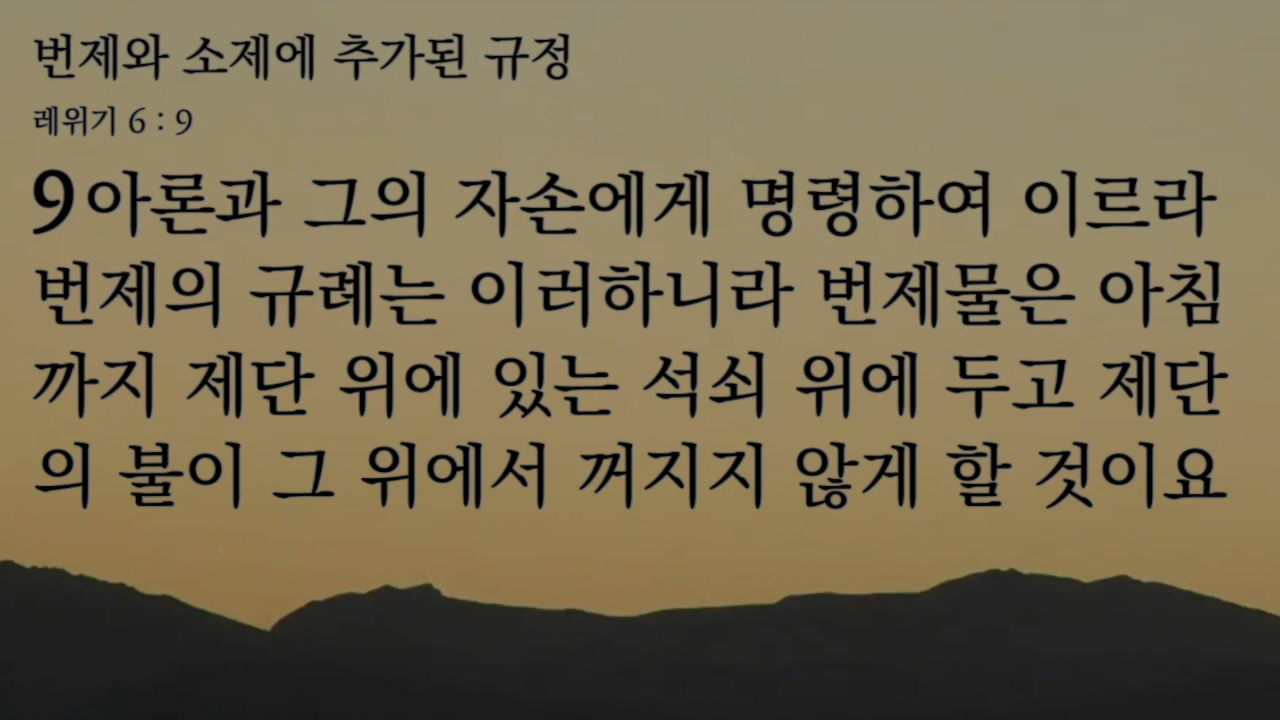 번제와 소제에 추가된 규정
레위기 6 : 9
9아론과 그의 자손에게 명령하여 이르라
번제의 규례는 이러하니라 번제물은 아침
까지 제단 위에 있는 석쇠 위에 두고 제단
의 불이 그 위에서 꺼지지 않게 할 것이요